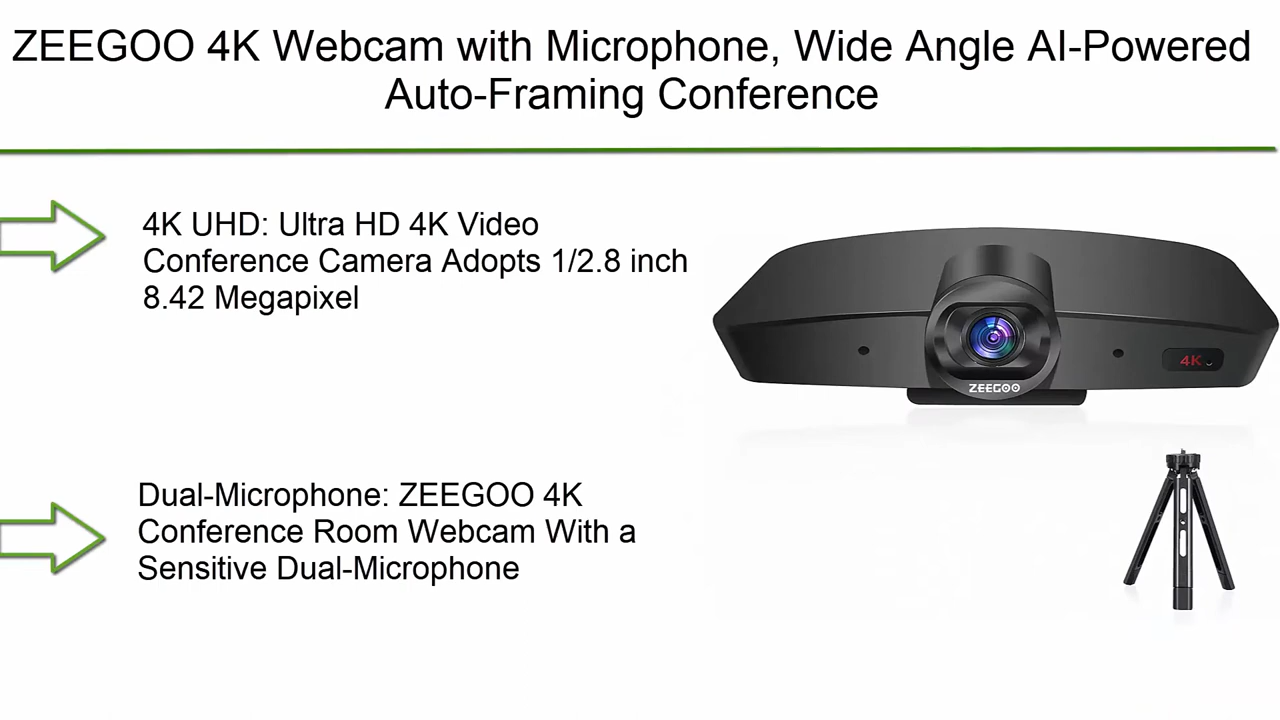 ZEEGOO 4K Webcam with Microphone, Wide Angle AI-Powered
Auto-Framing Conference
4K UHD: Ultra HD 4K Video
Conference Camera Adopts 1/2.8 inch
8.42 Megapixel
4K
ZEEGOO
Dual-Microphone: ZEEGOO 4K
Conference Room Webcam With a
Sensitive Dual-Microphone